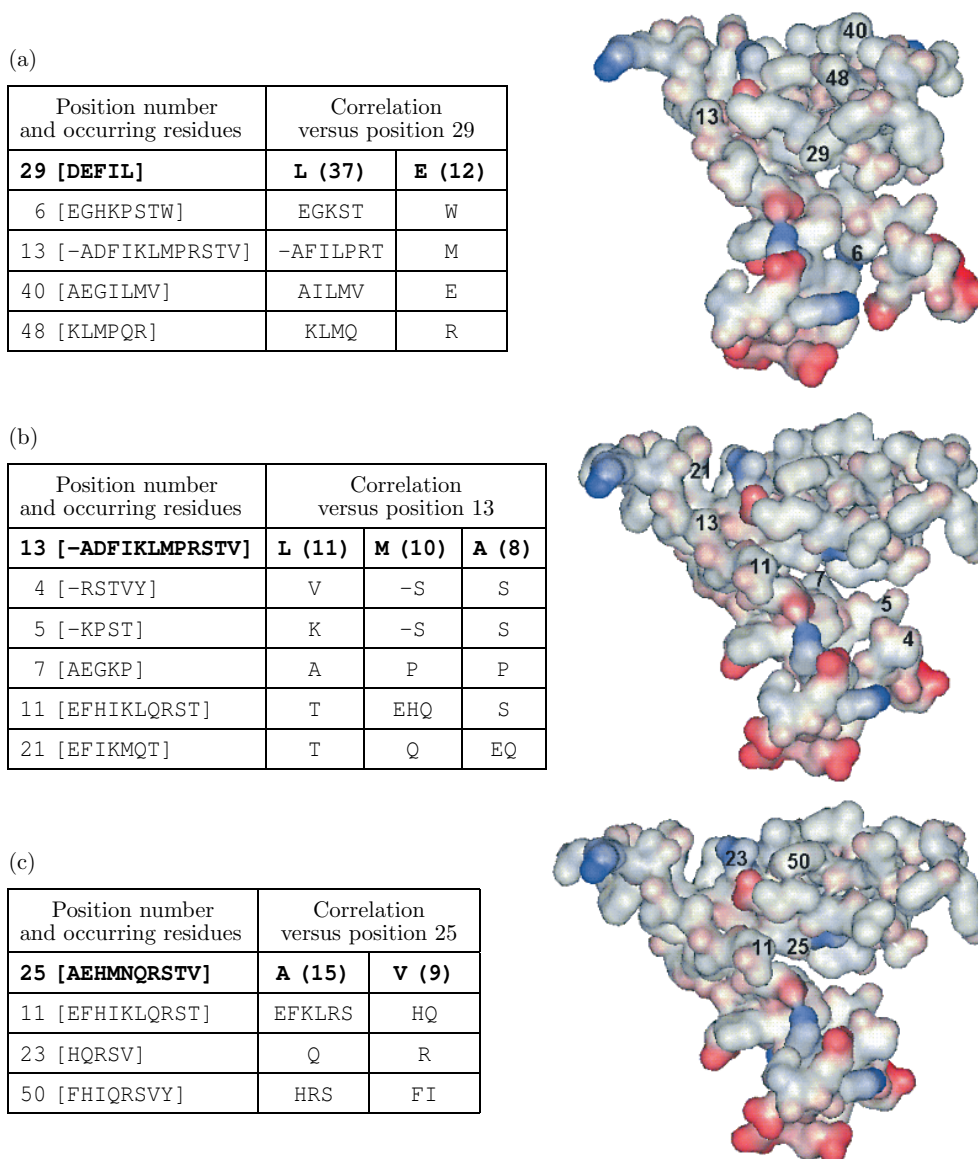 (a)
Position number and occurring residues | Correlation versus position 29
29 [DEFIL] | L (37) | E (12)
6 [EGHKPSTW] | EGKST | W
13 [-ADFIKLMPRSTV] | -AFILPRT | M
40 [AEGILMV] | AILMV | E
48 [KLMPQR] | KLMQ | R
40
48
13
29
6
(b)
Position number and occurring residues | Correlation versus position 13
13 [-ADFIKLMPRSTV] | L (11) | M (10) | A (8)
4 [-RSTVY] | V | -S | S
5 [-KPST] | K | -S | S
7 [AEGKP] | A | P | P
11 [EFHIKLQRST] | T | EHQ | S
21 [EFIKMQT] | T | Q | EQ
21
13
11
7
5
4
(c)
Position number and occurring residues | Correlation versus position 25
25 [AEHMNQRSTV] | A (15) | V (9)
11 [EFHIKLQRST] | EFKLRS | HQ
23 [HQRSV] | Q | R
50 [FHIQRSVY] | HRS | FI
23
50
11
25